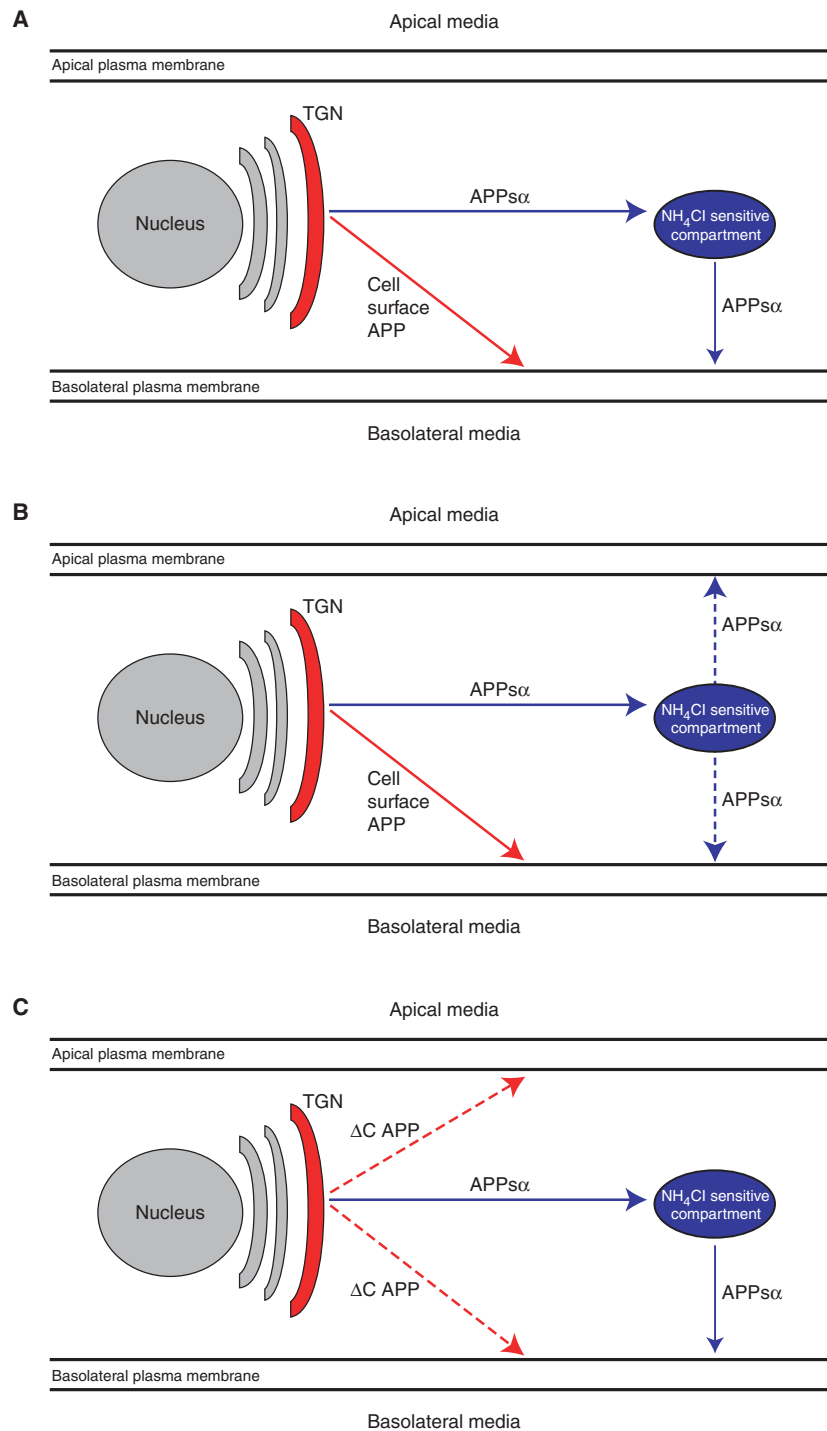 A
Apical media
Apical plasma membrane
TGN
Nucleus
APPsα
NH₄Cl sensitive
compartment
Cell
surface
APP
APPsα
Basolateral plasma membrane
Basolateral media
B
Apical media
Apical plasma membrane
TGN
APPsα
Nucleus
APPsα
NH₄Cl sensitive
compartment
Cell
surface
APP
APPsα
Basolateral plasma membrane
Basolateral media
C
Apical media
Apical plasma membrane
TGN
ΔC APP
Nucleus
APPsα
NH₄Cl sensitive
compartment
ΔC APP
APPsα
Basolateral plasma membrane
Basolateral media